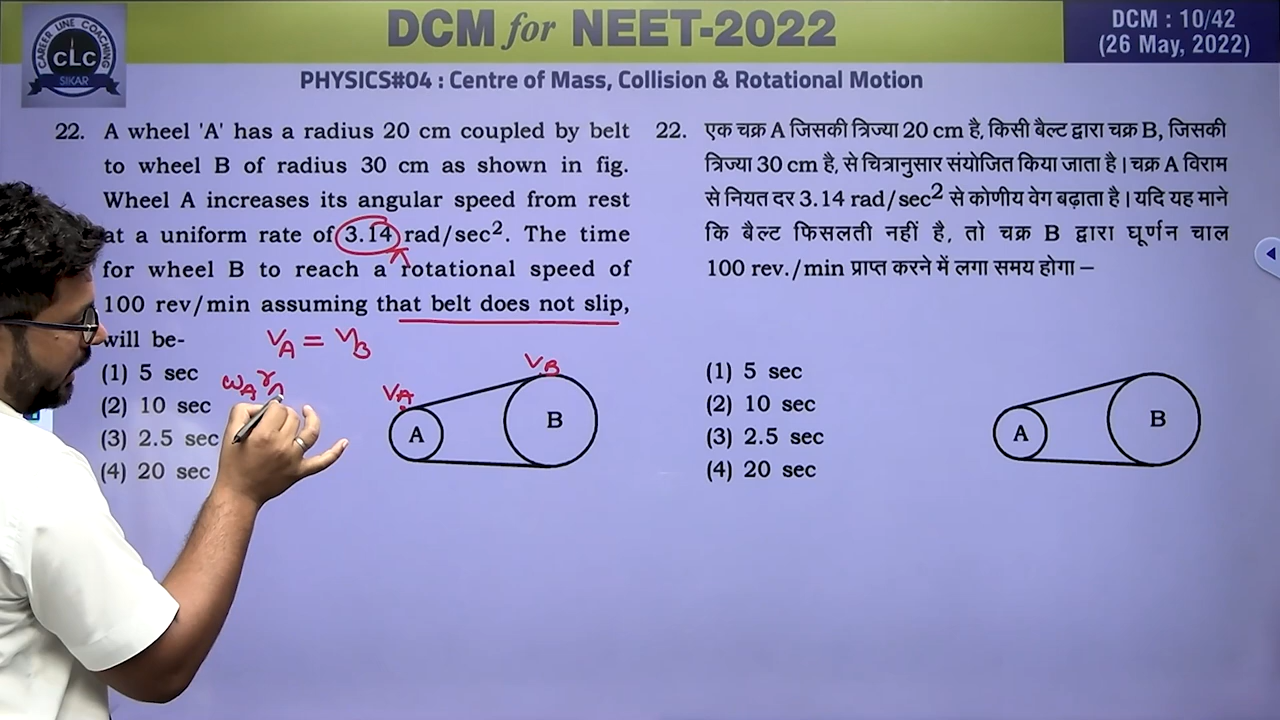 DCM for NEET-2022
DCM : 10/42
(26 May, 2022)
CAREER LINE COACHING
CLC
SIKAR
PHYSICS#04 : Centre of Mass, Collision & Rotational Motion
22. A wheel 'A' has a radius 20 cm coupled by belt
to wheel B of radius 30 cm as shown in fig.
Wheel A increases its angular speed from rest
at a uniform rate of 3.14 rad/sec². The time
for wheel B to reach a rotational speed of
100 rev/min assuming that belt does not slip,
will be-
V_A = V_B
(1) 5 sec
ω_A r_A
(2) 10 sec
(3) 2.5 sec
(4) 20 sec
V_A
V_B
A
B
22. एक चक्र A जिसकी त्रिज्या 20 cm है, किसी बैल्ट द्वारा चक्र B, जिसकी
त्रिज्या 30 cm है, से चित्रानुसार संयोजित किया जाता है। चक्र A विराम
से नियत दर 3.14 rad/sec² से कोणीय वेग बढ़ाता है। यदि यह माने
कि बैल्ट फिसलती नहीं है, तो चक्र B द्वारा घूर्णन चाल
100 rev./min प्राप्त करने में लगा समय होगा –
(1) 5 sec
(2) 10 sec
(3) 2.5 sec
(4) 20 sec
A
B